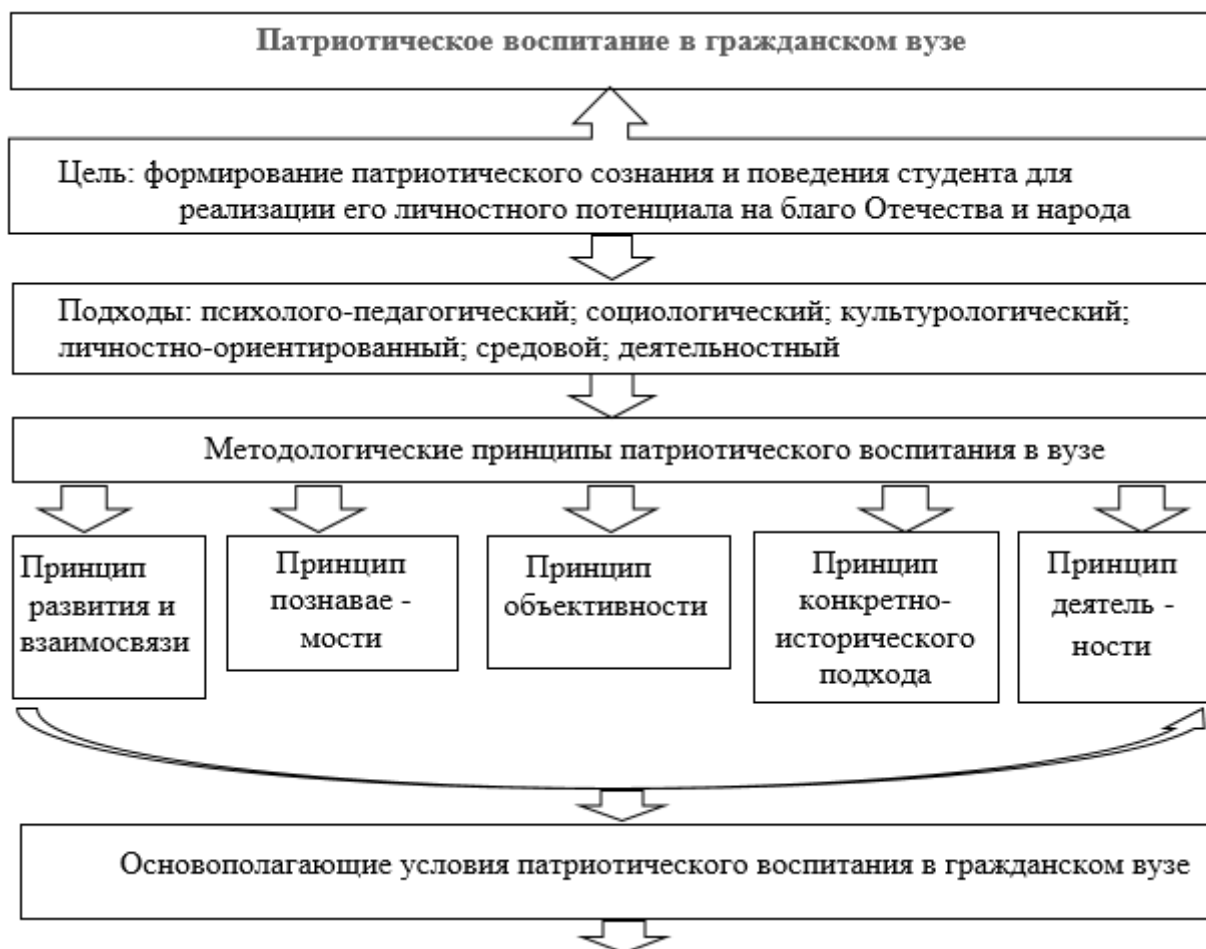 Патриотическое воспитание в гражданском вузе
Цель: формирование патриотического сознания и поведения студента для
реализации его личностного потенциала на благо Отечества и народа
Подходы: психолого-педагогический; социологический; культурологический;
личностно-ориентированный; средовой; деятельностный
Методологические принципы патриотического воспитания в вузе
Принцип
развития и
взаимосвязи
Принцип
познавае -
мости
Принцип
объективности
Принцип
конкретно-
исторического
подхода
Принцип
деятель -
ности
Основополагающие условия патриотического воспитания в гражданском вузе